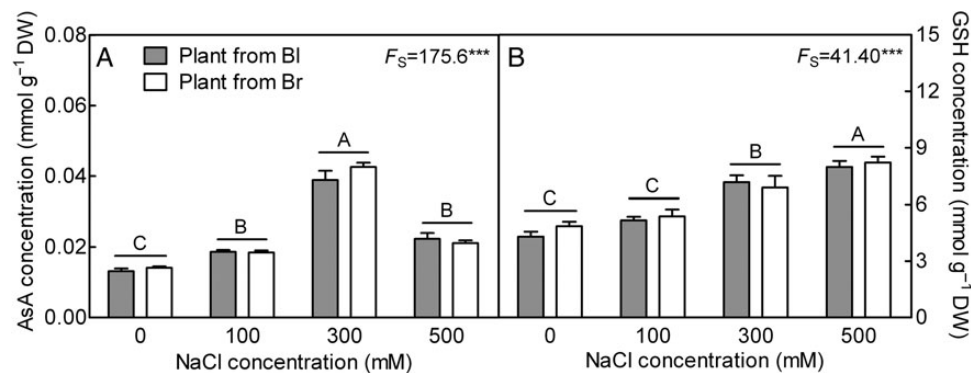 AsA concentration (mmol g⁻¹ DW)
0.08
0.06
0.04
0.02
0.00
A
Plant from Bl
Plant from Br
Fs=175.6***
C
B
A
B
0
100
300
500
NaCl concentration (mM)
B
Fs=41.40***
C
C
B
A
0
100
300
500
NaCl concentration (mM)
15
12
9
6
3
0
GSH concentration (mmol g⁻¹ DW)